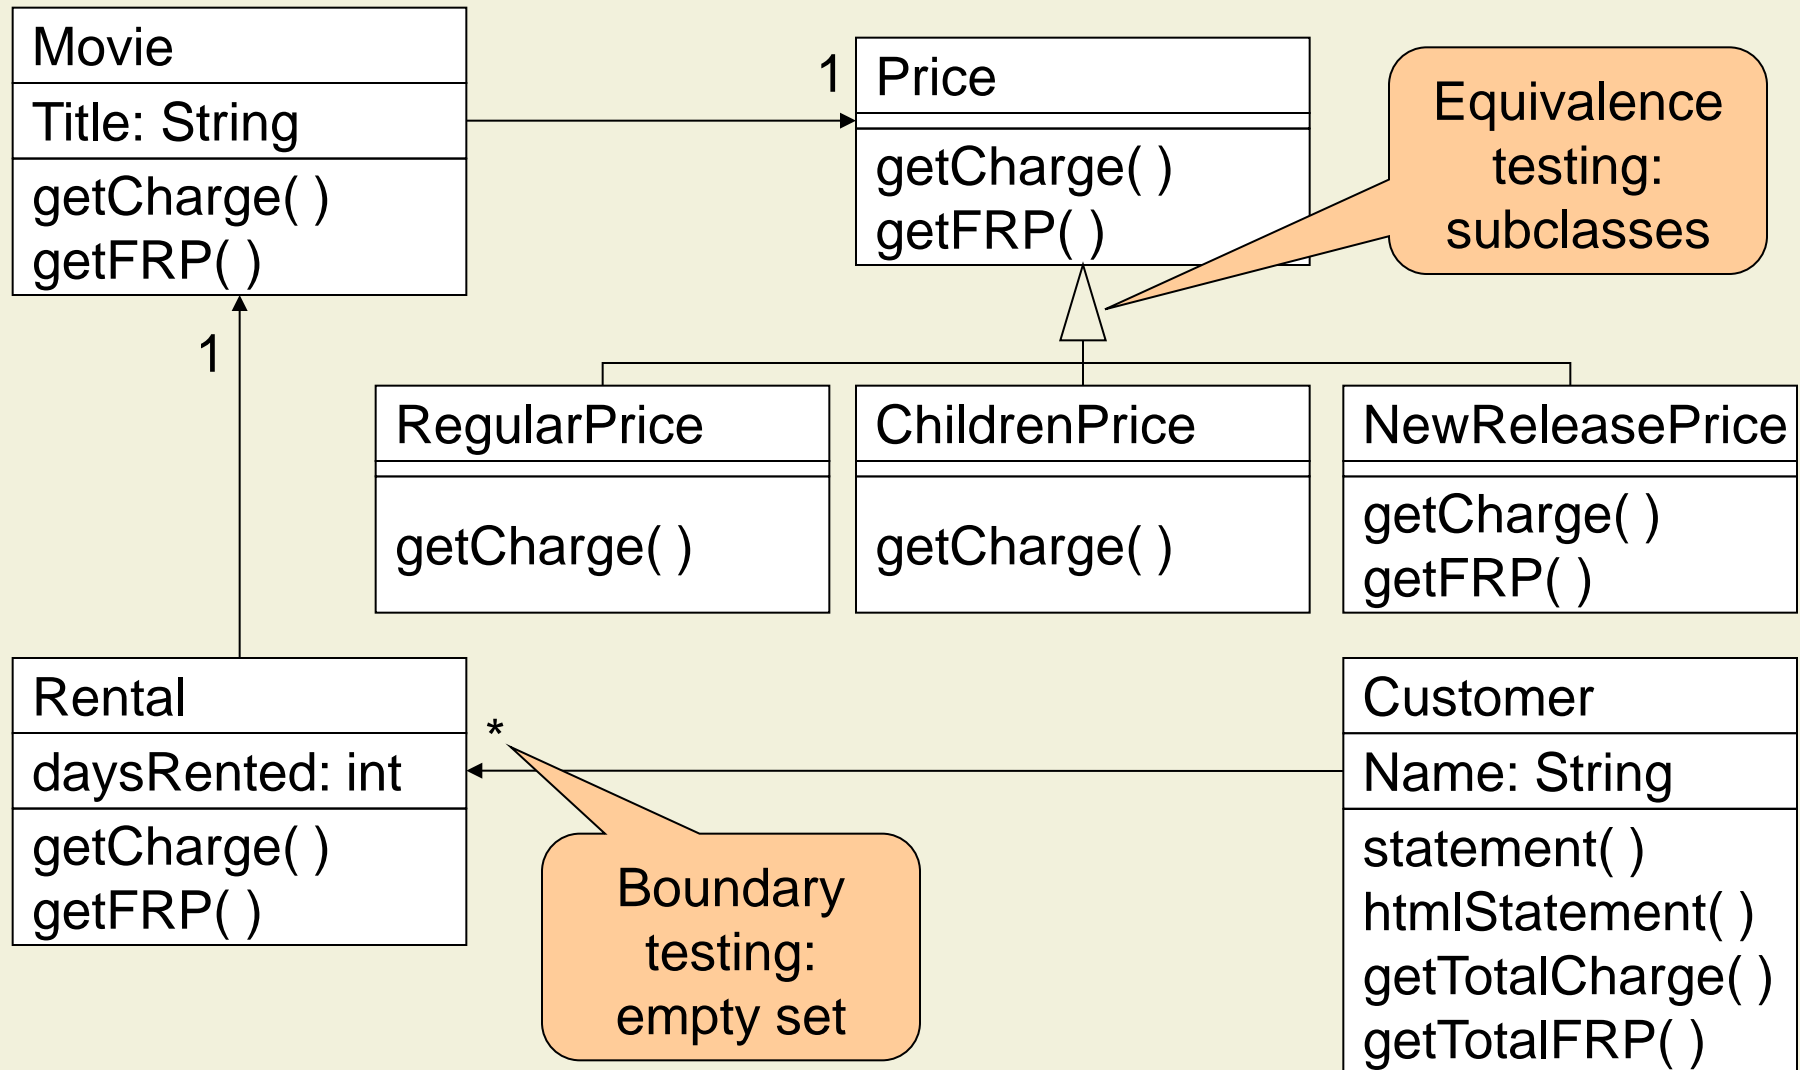 Movie
Title: String
getCharge( )
getFRP( )
1
1
Price
getCharge( )
getFRP( )
Equivalence
testing:
subclasses
RegularPrice
getCharge( )
ChildrenPrice
getCharge( )
NewReleasePrice
getCharge( )
getFRP( )
Rental
daysRented: int
getCharge( )
getFRP( )
*
Boundary
testing:
empty set
Customer
Name: String
statement( )
htmlStatement( )
getTotalCharge( )
getTotalFRP( )